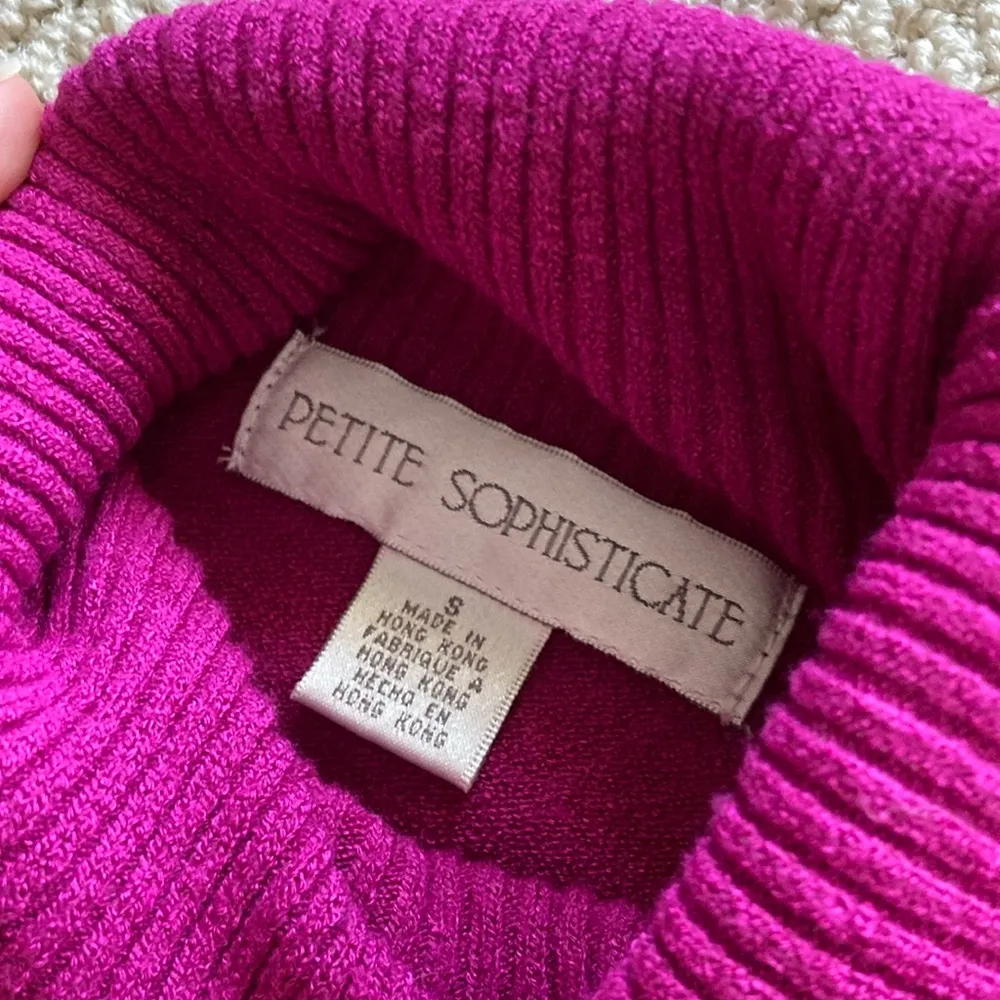 PETITE SOPHISTICATE
S
MADE IN
HONG KONG
FABRIQUE A
HONG KONG
HECHO EN
HONG KONG